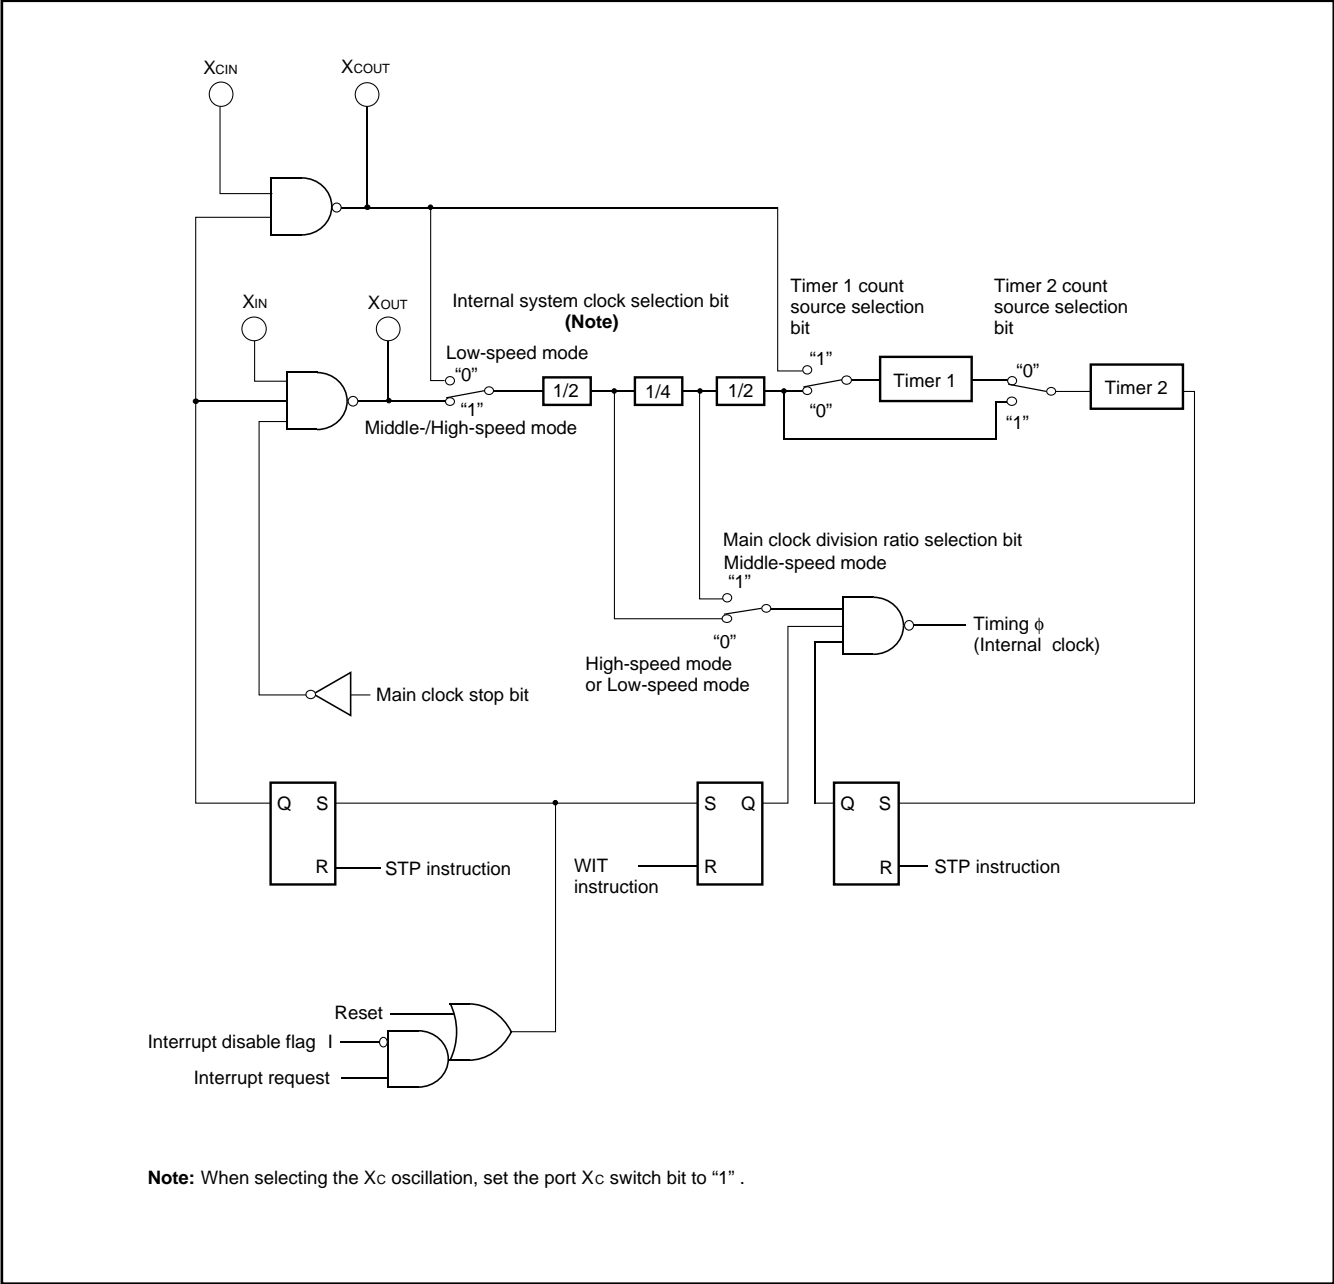 XCIN
XCOUT
XIN
XOUT
Internal system clock selection bit
(Note)
Low-speed mode
“0”
“1”
Middle-/High-speed mode
1/2
1/4
1/2
Timer 1 count
source selection
bit
“1”
“0”
Timer 1
Timer 2 count
source selection
bit
“0”
“1”
Timer 2
Main clock division ratio selection bit
Middle-speed mode
“1”
“0”
High-speed mode
or Low-speed mode
Timing ϕ
(Internal clock)
Main clock stop bit
Q S
R
STP instruction
S Q
R
WIT
instruction
Q S
R
STP instruction
Reset
Interrupt disable flag I
Interrupt request
Note: When selecting the XC oscillation, set the port XC switch bit to “1” .